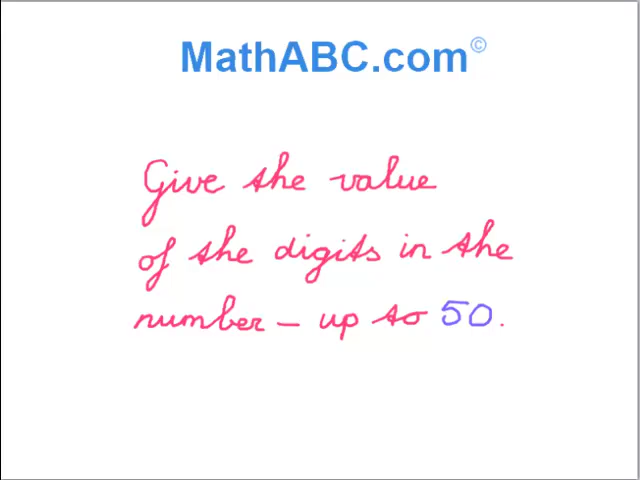 MathABC.com©
Give the value
of the digits in the
number – up to 50.